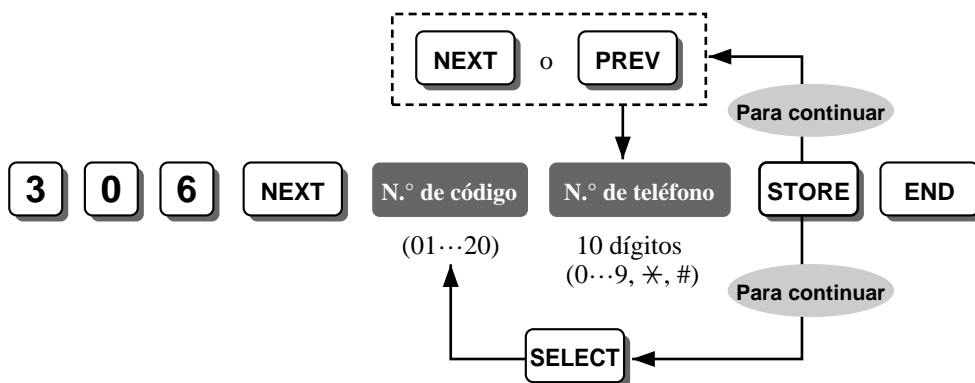 NEXT o PREV
Para continuar
3 0 6 NEXT N.° de código N.° de teléfono STORE END
(01···20) 10 dígitos
(0···9, ✳, #)
Para continuar
SELECT